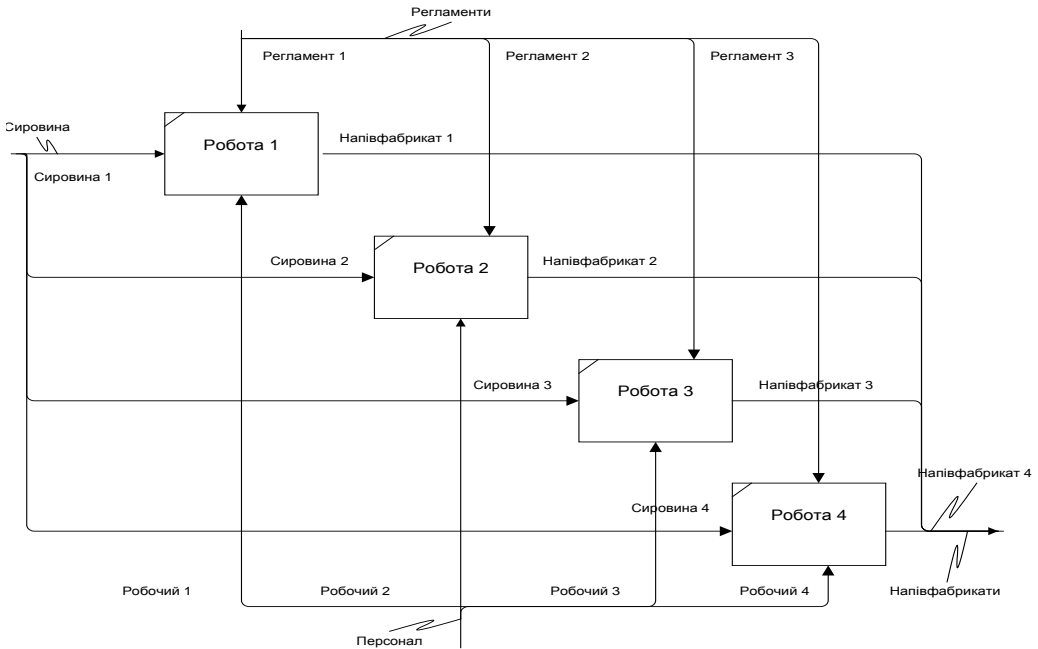 Регламенти
Регламент 1
Регламент 2
Регламент 3
Сировина
Робота 1
Напівфабрикат 1
Сировина 1
Сировина 2
Робота 2
Напівфабрикат 2
Сировина 3
Робота 3
Напівфабрикат 3
Напівфабрикат 4
Сировина 4
Робота 4
Робочий 1
Робочий 2
Робочий 3
Робочий 4
Напівфабрикати
Персонал